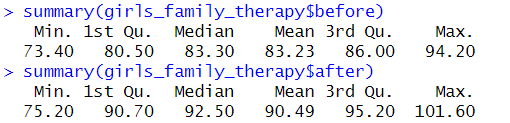 > summary(girls_family_therapy$before)
Min. 1st Qu. Median Mean 3rd Qu. Max.
73.40 80.50 83.30 83.23 86.00 94.20
> summary(girls_family_therapy$after)
Min. 1st Qu. Median Mean 3rd Qu. Max.
75.20 90.70 92.50 90.49 95.20 101.60